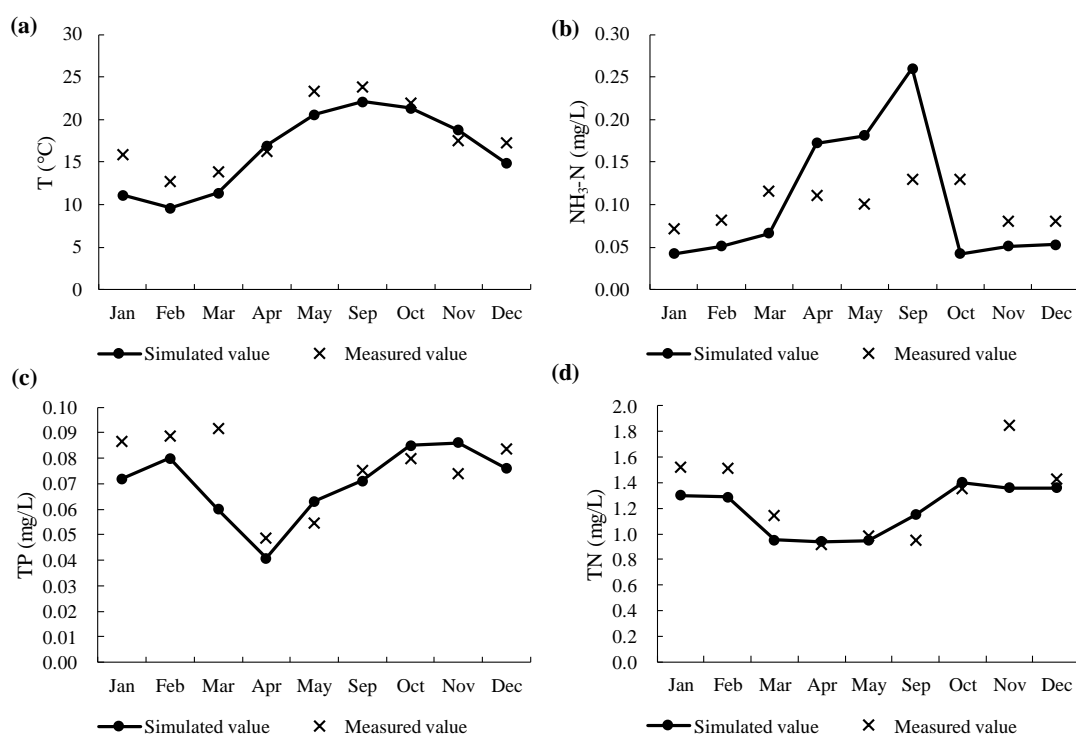 (a)
30
25
20
15
10
5
0
T (°C)
Jan Feb Mar Apr May Sep Oct Nov Dec
Simulated value Measured value
(b)
0.30
0.25
0.20
0.15
0.10
0.05
0.00
NH₃-N (mg/L)
Jan Feb Mar Apr May Sep Oct Nov Dec
Simulated value Measured value
(c)
0.10
0.09
0.08
0.07
0.06
0.05
0.04
0.03
0.02
0.01
0.00
TP (mg/L)
Jan Feb Mar Apr May Sep Oct Nov Dec
Simulated value Measured value
(d)
2.0
1.8
1.6
1.4
1.2
1.0
0.8
0.6
0.4
0.2
0.0
TN (mg/L)
Jan Feb Mar Apr May Sep Oct Nov Dec
Simulated value Measured value